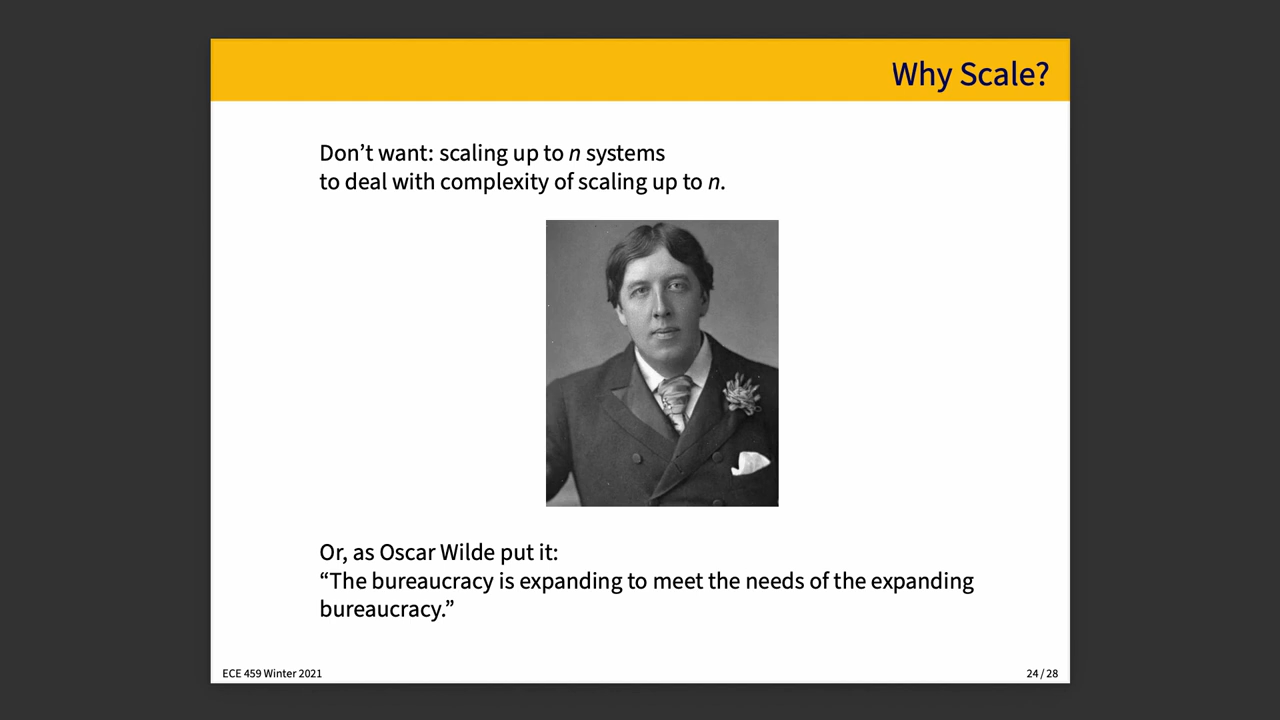 Why Scale?
Don’t want: scaling up to n systems
to deal with complexity of scaling up to n.
Or, as Oscar Wilde put it:
“The bureaucracy is expanding to meet the needs of the expanding
bureaucracy.”
ECE 459 Winter 2021
24 / 28